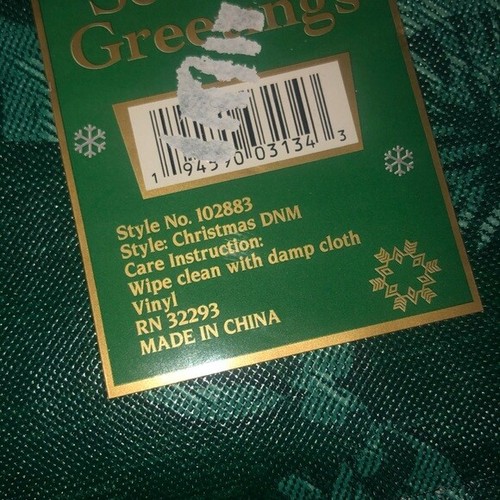 Greetings
1 94590 03134 3
Style No. 102883
Style: Christmas DNM
Care Instruction:
Wipe clean with damp cloth
Vinyl
RN 32293
MADE IN CHINA